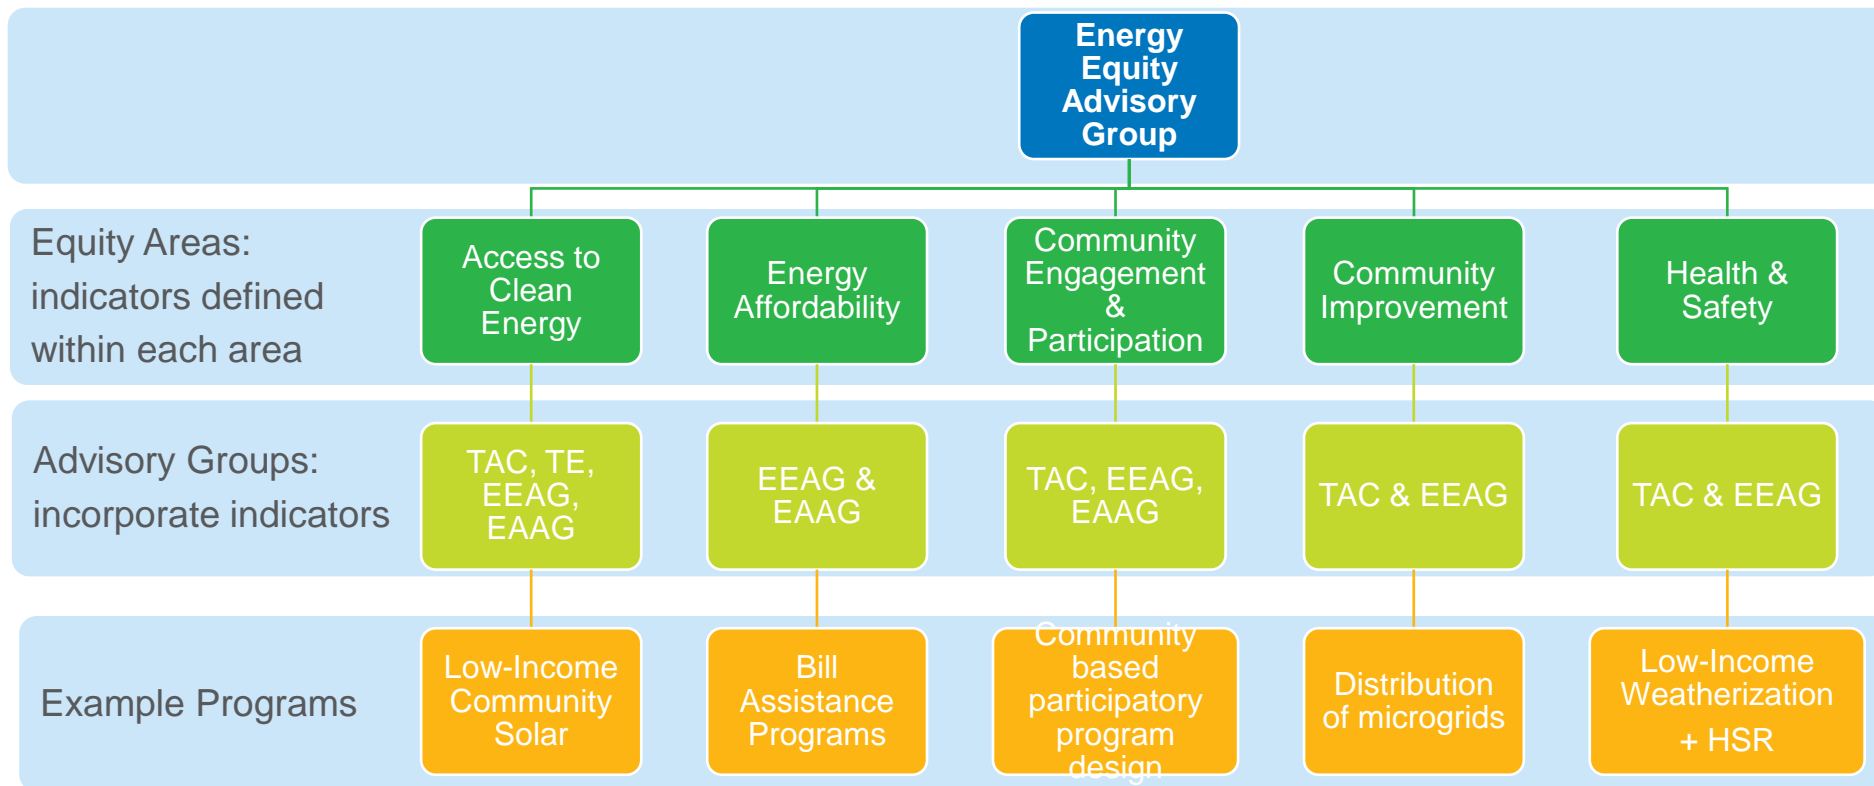 Energy
Equity
Advisory
Group
Equity Areas:
indicators defined
within each area
Access to
Clean
Energy
Energy
Affordability
Community
Engagement
&
Participation
Community
Improvement
Health &
Safety
Advisory Groups:
incorporate indicators
TAC, TE,
EEAG,
EAAG
EEAG &
EAAG
TAC, EEAG,
EAAG
TAC & EEAG
TAC & EEAG
Example Programs
Low-Income
Community
Solar
Bill
Assistance
Programs
Community
based
participatory
program
design
Distribution
of microgrids
Low-Income
Weatherization
+ HSR